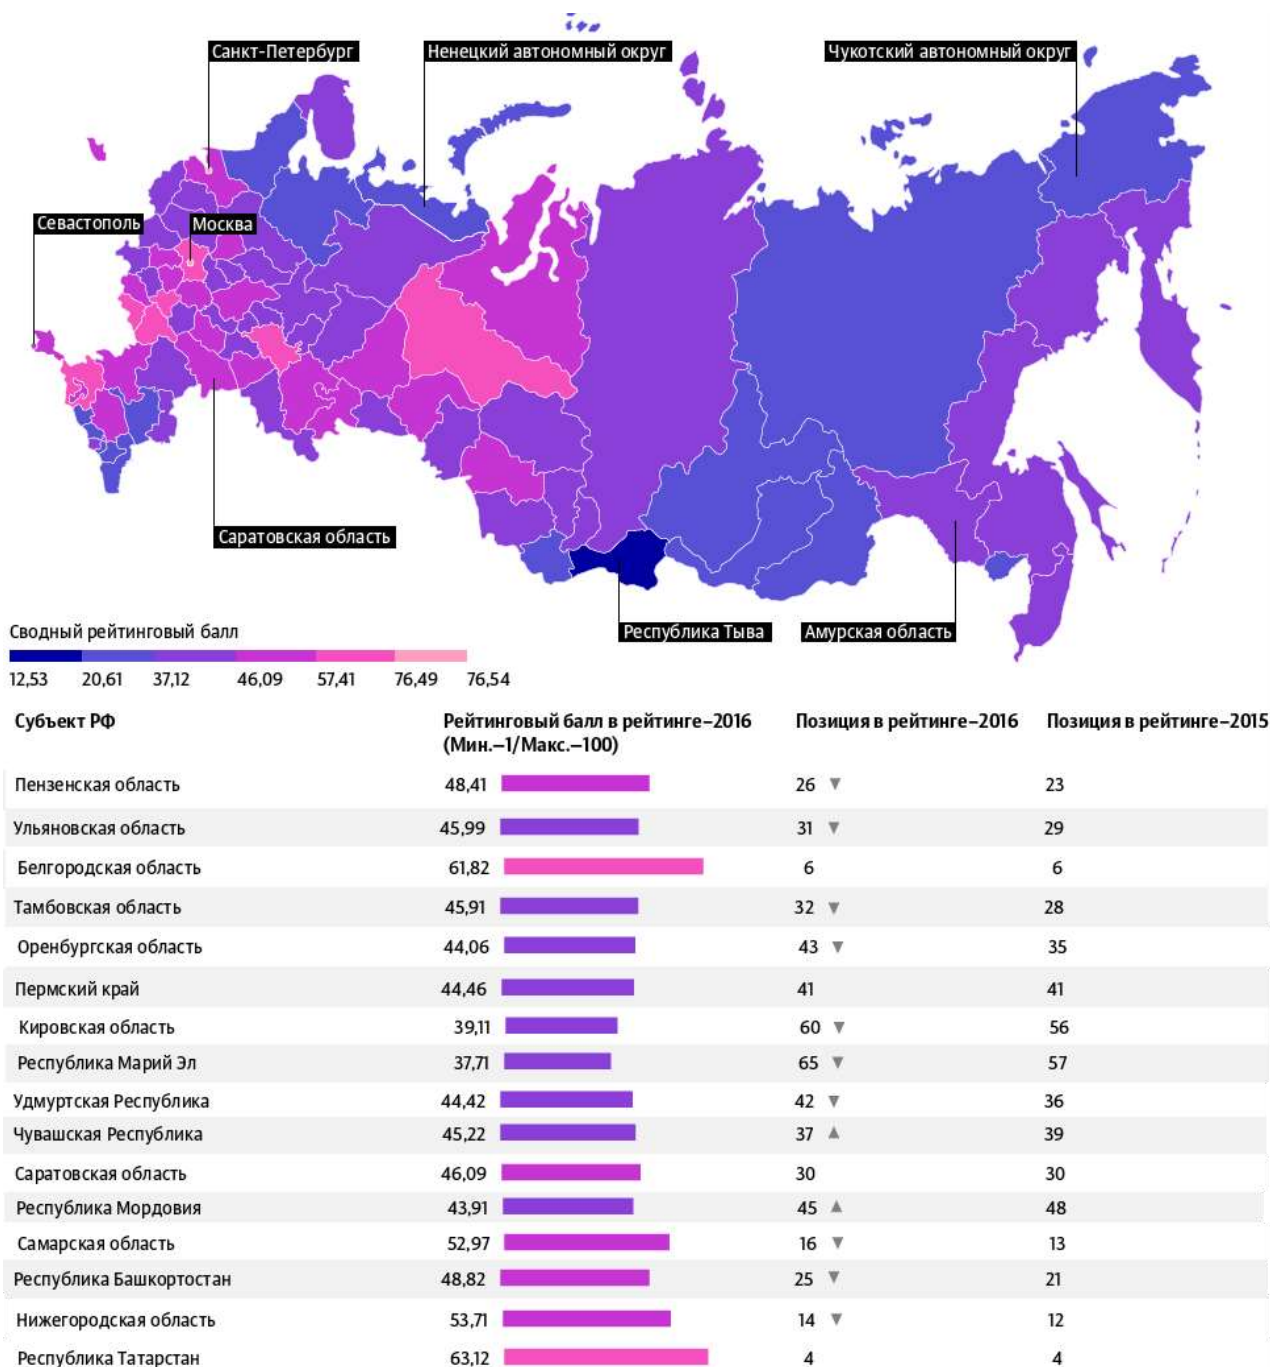 Санкт-Петербург
Ненецкий автономный округ
Чукотский автономный округ
Севастополь
Москва
Саратовская область
Республика Тыва
Амурская область
Сводный рейтинговый балл
12,53 20,61 37,12 46,09 57,41 76,49 76,54
Субъект РФ Рейтинговый балл в рейтинге–2016 Позиция в рейтинге–2016 Позиция в рейтинге–2015
(Мин.–1/Макс.–100)
Пензенская область 48,41 26 ▼ 23
Ульяновская область 45,99 31 ▼ 29
Белгородская область 61,82 6 6
Тамбовская область 45,91 32 ▼ 28
Оренбургская область 44,06 43 ▼ 35
Пермский край 44,46 41 41
Кировская область 39,11 60 ▼ 56
Республика Марий Эл 37,71 65 ▼ 57
Удмуртская Республика 44,42 42 ▼ 36
Чувашская Республика 45,22 37 ▲ 39
Саратовская область 46,09 30 30
Республика Мордовия 43,91 45 ▲ 48
Самарская область 52,97 16 ▼ 13
Республика Башкортостан 48,82 25 ▼ 21
Нижегородская область 53,71 14 ▼ 12
Республика Татарстан 63,12 4 4